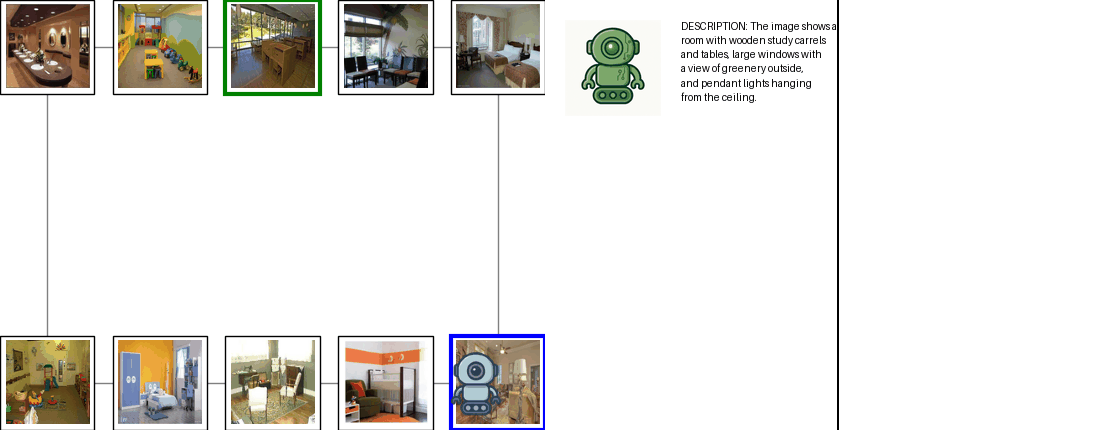 DESCRIPTION: The image shows a
room with wooden study carrels
and tables, large windows with
a view of greenery outside,
and pendant lights hanging
from the ceiling.